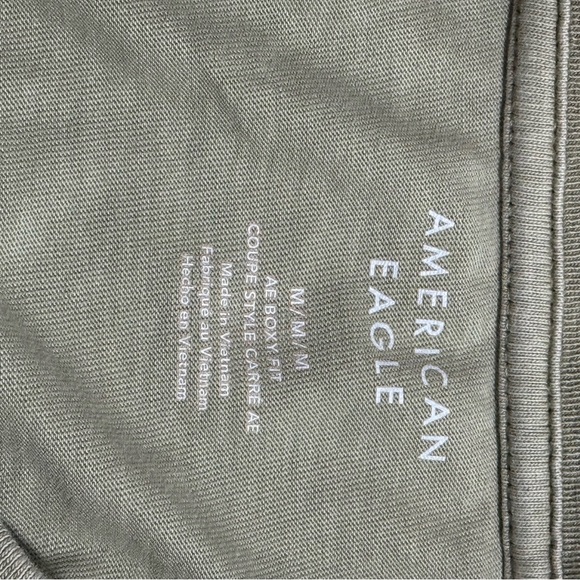 AMERICAN
EAGLE
M/M/M
AE BOXY FIT
COUPE STYLE CARRÉ AE
Made in Vietnam
Fabriqué au Vietnam
Hecho en Vietnam